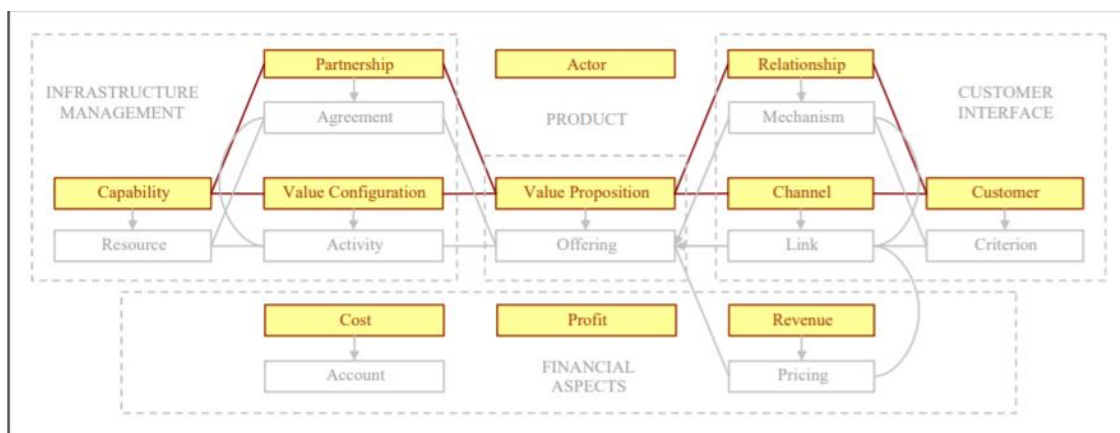 Partnership
Actor
Relationship
INFRASTRUCTURE
MANAGEMENT
CUSTOMER
INTERFACE
Agreement
PRODUCT
Mechanism
Capability
Value Configuration
Value Proposition
Channel
Customer
Resource
Activity
Offering
Link
Criterion
Cost
Profit
Revenue
Account
FINANCIAL
ASPECTS
Pricing